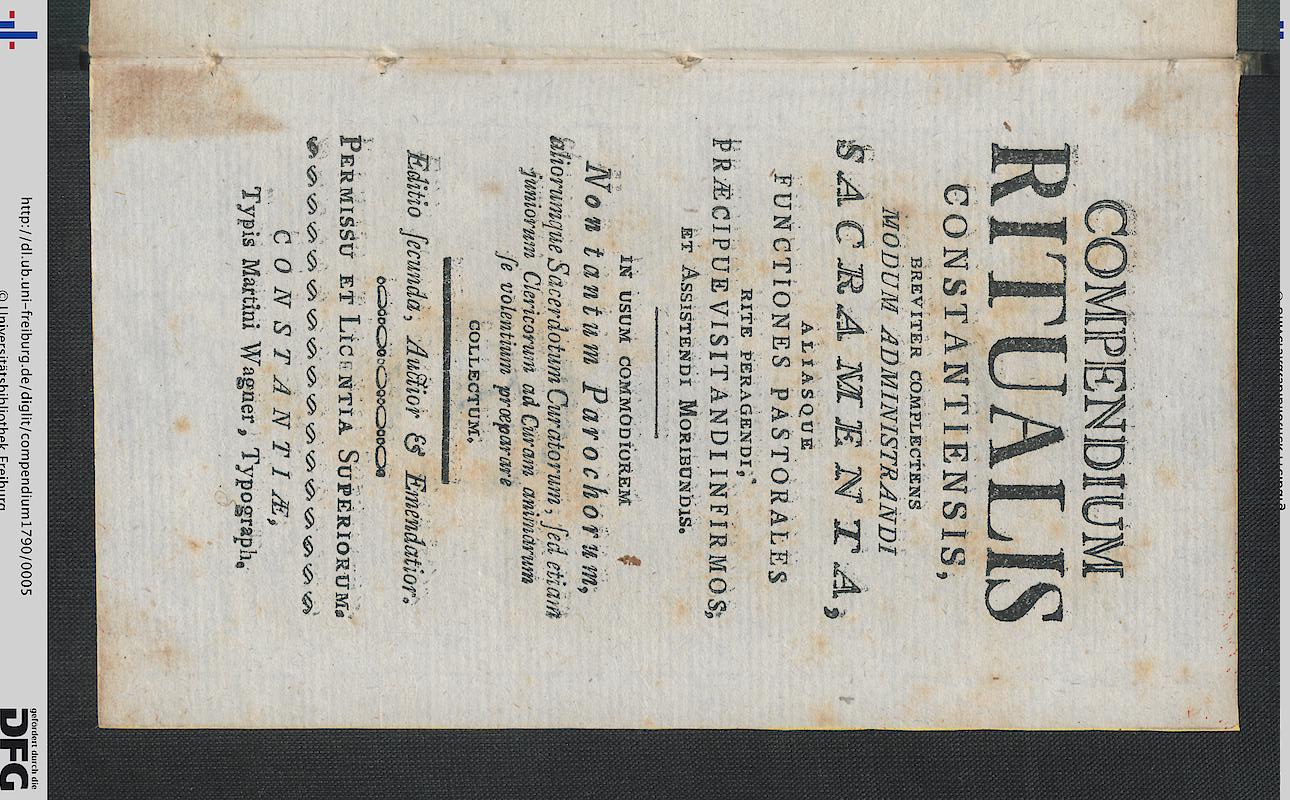 COMPENDIUM
RITUALIS
CONSTANTIENSIS,
BREVITER COMPLECTENS
MODUM ADMINISTRANDI
SACRAMENTA,
ALIASQUE
FUNCTIONES PASTORALES
RITE PERAGENDI,
PRÆCIPUE VISITANDI INFIRMOS,
ET ASSISTENDI MORIBUNDIS.
IN USUM COMMODIOREM
Non tantum Parochorum,
aliorumque Sacerdotum Curatorum, ſed etiam
juniorum Clericorum ad Curam animarum
ſe volentium præparare
COLLECTUM.
Editio ſecunda, Auctior & Emendatior.
PERMISSU ET LICENTIA SUPERIORUM.
CONSTANTIÆ,
Typis Martini Wagner, Typograph.
http://dl.ub.uni-freiburg.de/diglit/compendium1790/0005
© Universitätsbibliothek Freiburg
gefördert durch die
DFG